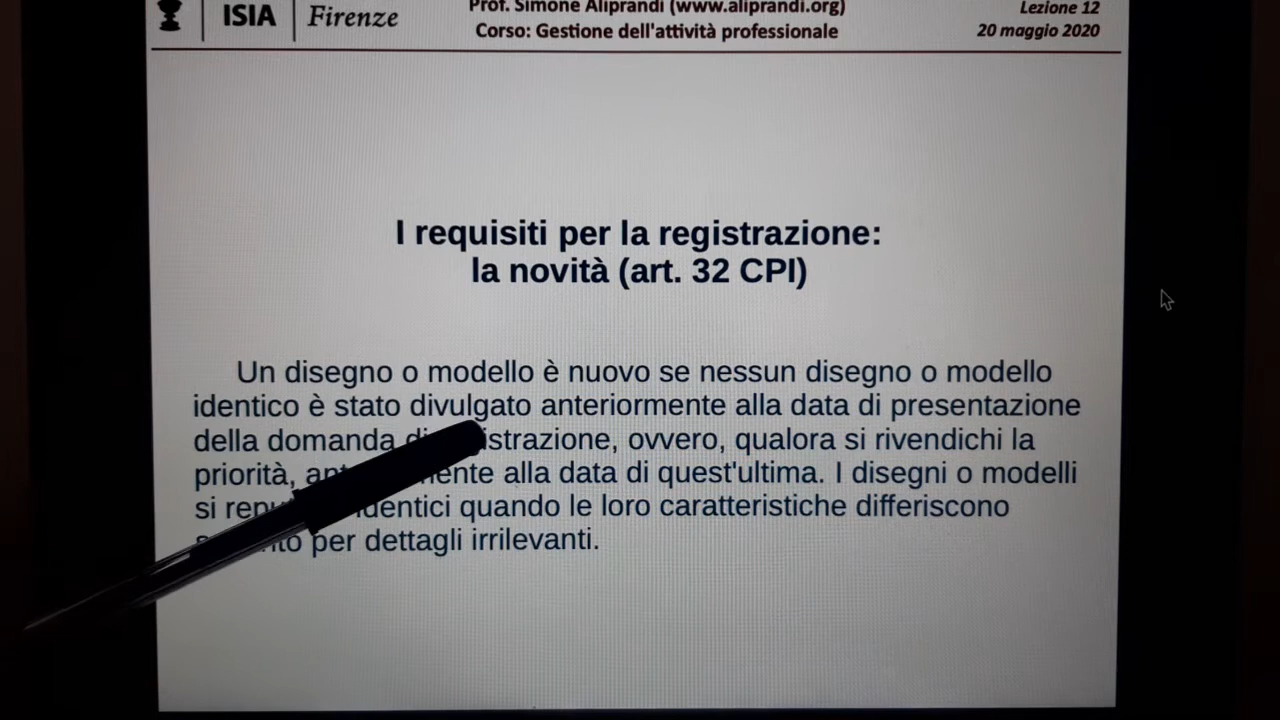 ISIA Firenze
Prof. Simone Aliprandi (www.aliprandi.org)
Corso: Gestione dell'attività professionale
Lezione 12
20 maggio 2020
I requisiti per la registrazione:
la novità (art. 32 CPI)
Un disegno o modello è nuovo se nessun disegno o modello
identico è stato divulgato anteriormente alla data di presentazione
della domanda istrazione, ovvero, qualora si rivendichi la
priorità, alla data di quest'ultima. I disegni o modelli
si identici quando le loro caratteristiche differiscono
per dettagli irrilevanti.